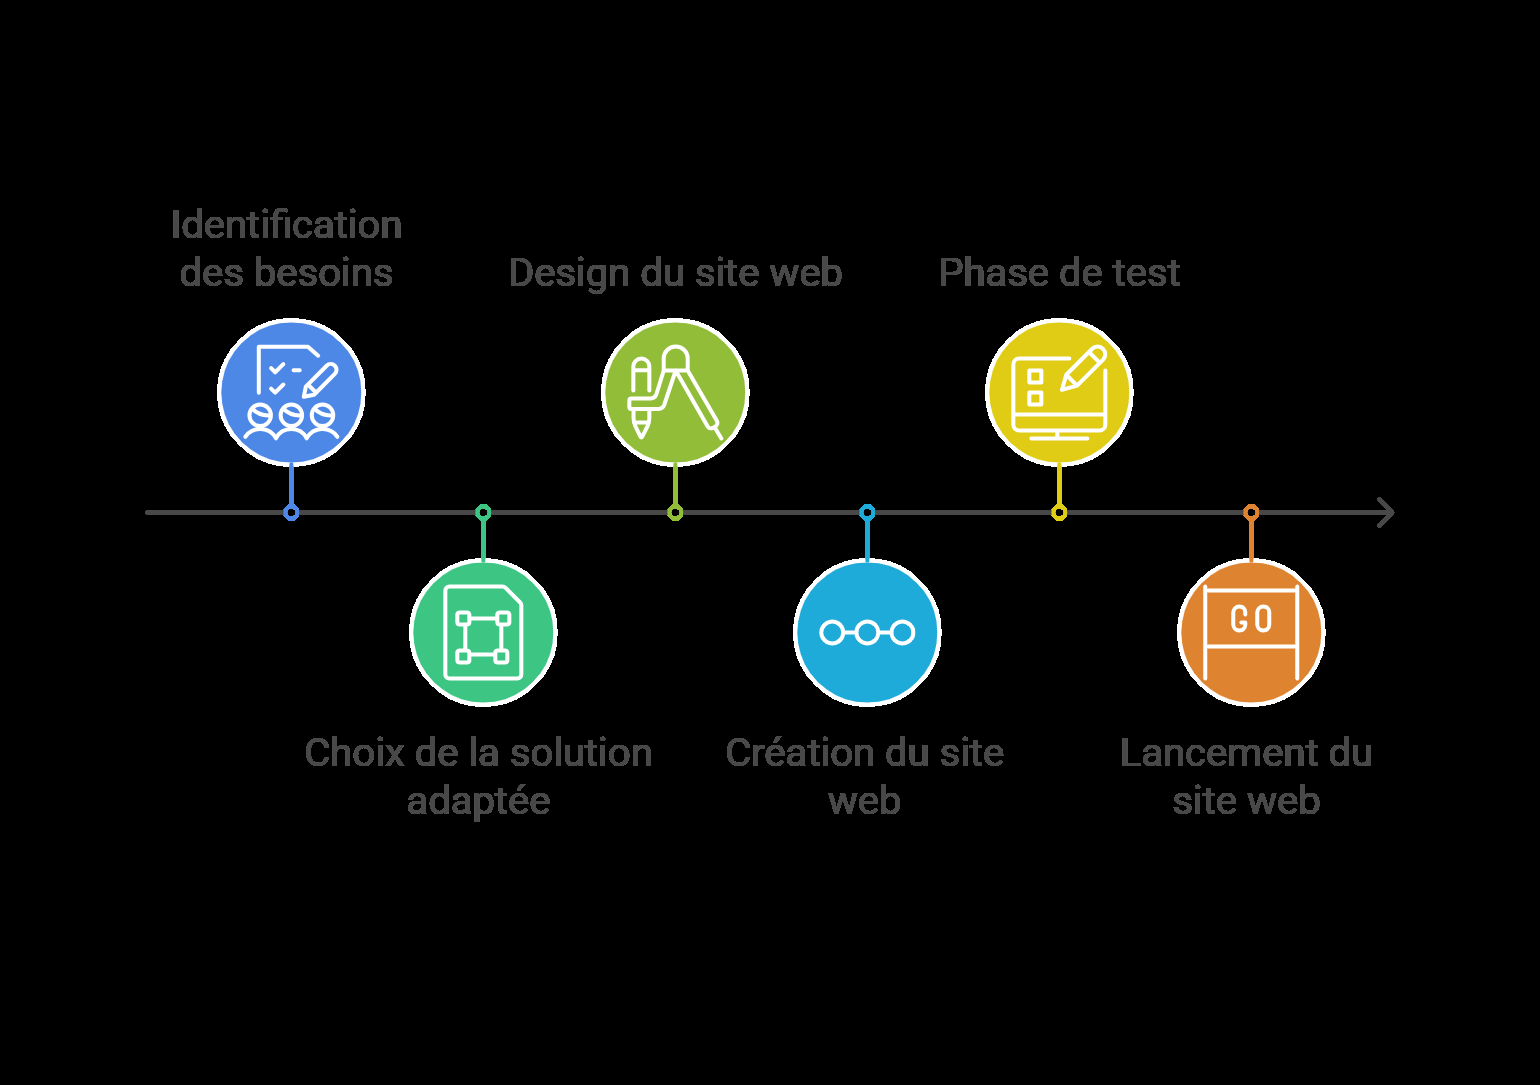 Identification
des besoins
Choix de la solution
adaptée
Design du site web
Création du site
web
Phase de test
GO
Lancement du
site web